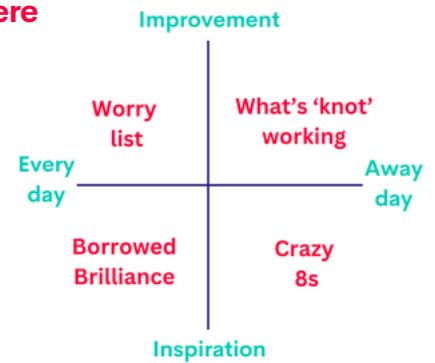 ere
Improvement
Worry
list
What's ‘knot’
working
Every
day
Away
day
Borrowed
Brilliance
Crazy
8s
Inspiration